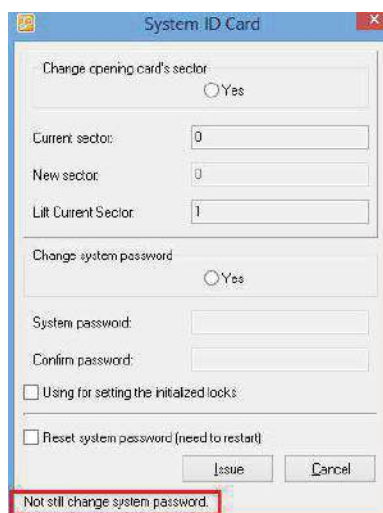 System ID Card
Change opening card's sector
Yes
Current sector: 0
New sector: 0
Lift Current Sector: 1
Change system password
Yes
System password:
Confirm password:
Using for setting the initialized locks
Reset system password (need to restart)
Issue Cancel
Not still change system password.